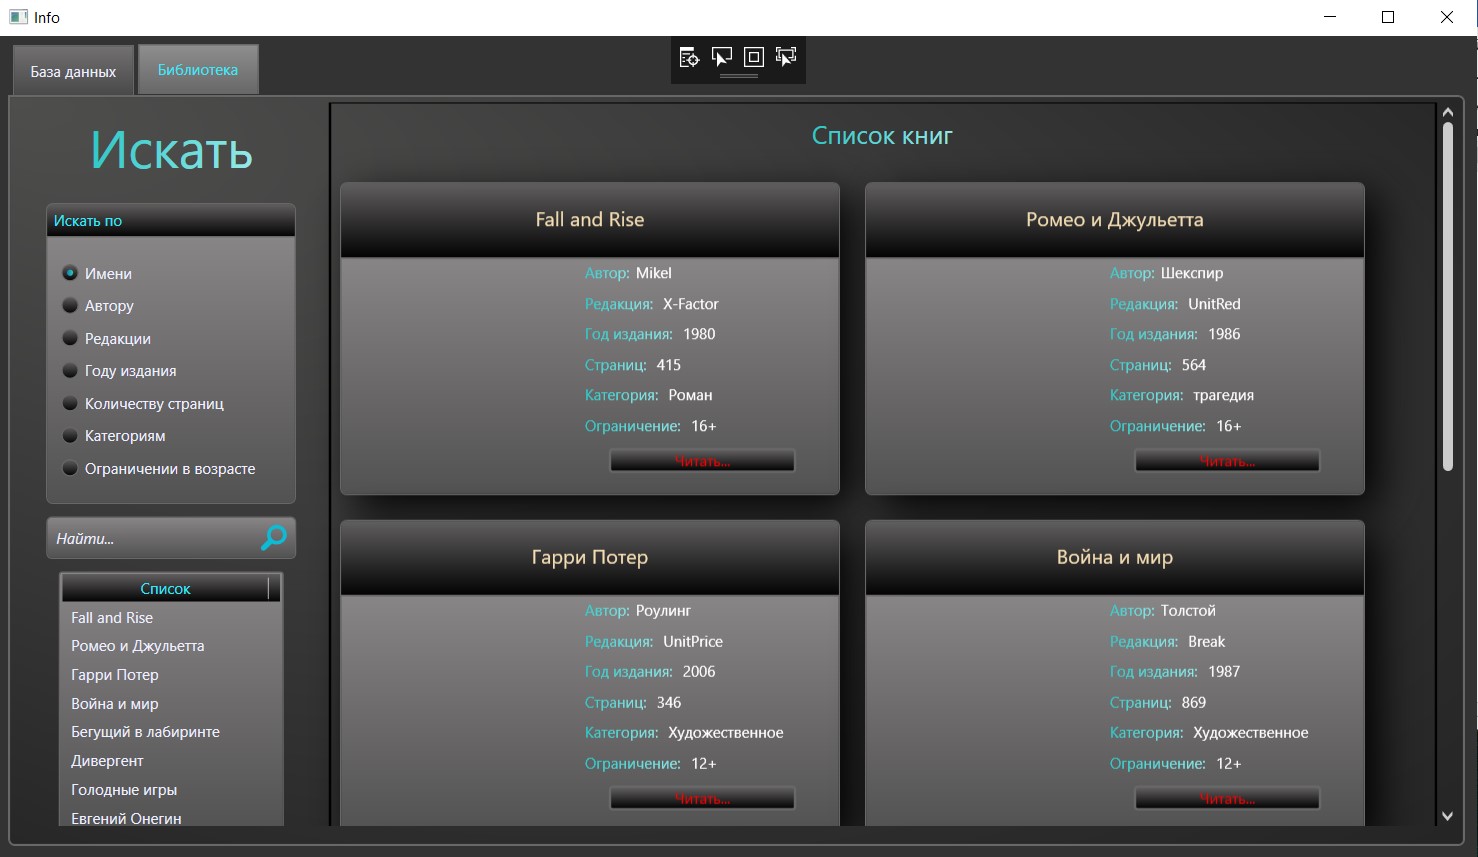 Info
База данных
Библиотека
Искать
Искать по
Имени
Автору
Редакции
Году издания
Количеству страниц
Категориям
Ограничении в возрасте
Найти...
Список
Fall and Rise
Ромео и Джульетта
Гарри Потер
Война и мир
Бегущий в лабиринте
Дивергент
Голодные игры
Евгений Онегин
Список книг
Fall and Rise
Автор: Mikel
Редакция: X-Factor
Год издания: 1980
Страниц: 415
Категория: Роман
Ограничение: 16+
Читать...
Ромео и Джульетта
Автор: Шекспир
Редакция: UnitRed
Год издания: 1986
Страниц: 564
Категория: трагедия
Ограничение: 16+
Читать...
Гарри Потер
Автор: Роулинг
Редакция: UnitPrice
Год издания: 2006
Страниц: 346
Категория: Художественное
Ограничение: 12+
Читать...
Война и мир
Автор: Толстой
Редакция: Break
Год издания: 1987
Страниц: 869
Категория: Художественное
Ограничение: 12+
Читать...